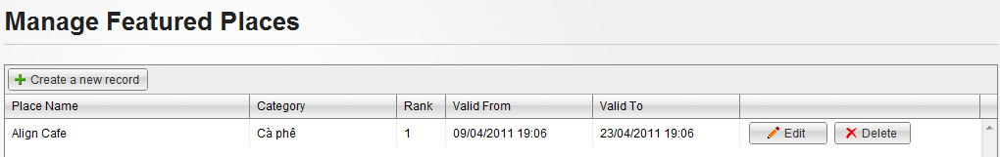 Manage Featured Places
Create a new record
Place Name Category Rank Valid From Valid To
Align Cafe Cà phê 1 09/04/2011 19:06 23/04/2011 19:06 Edit Delete